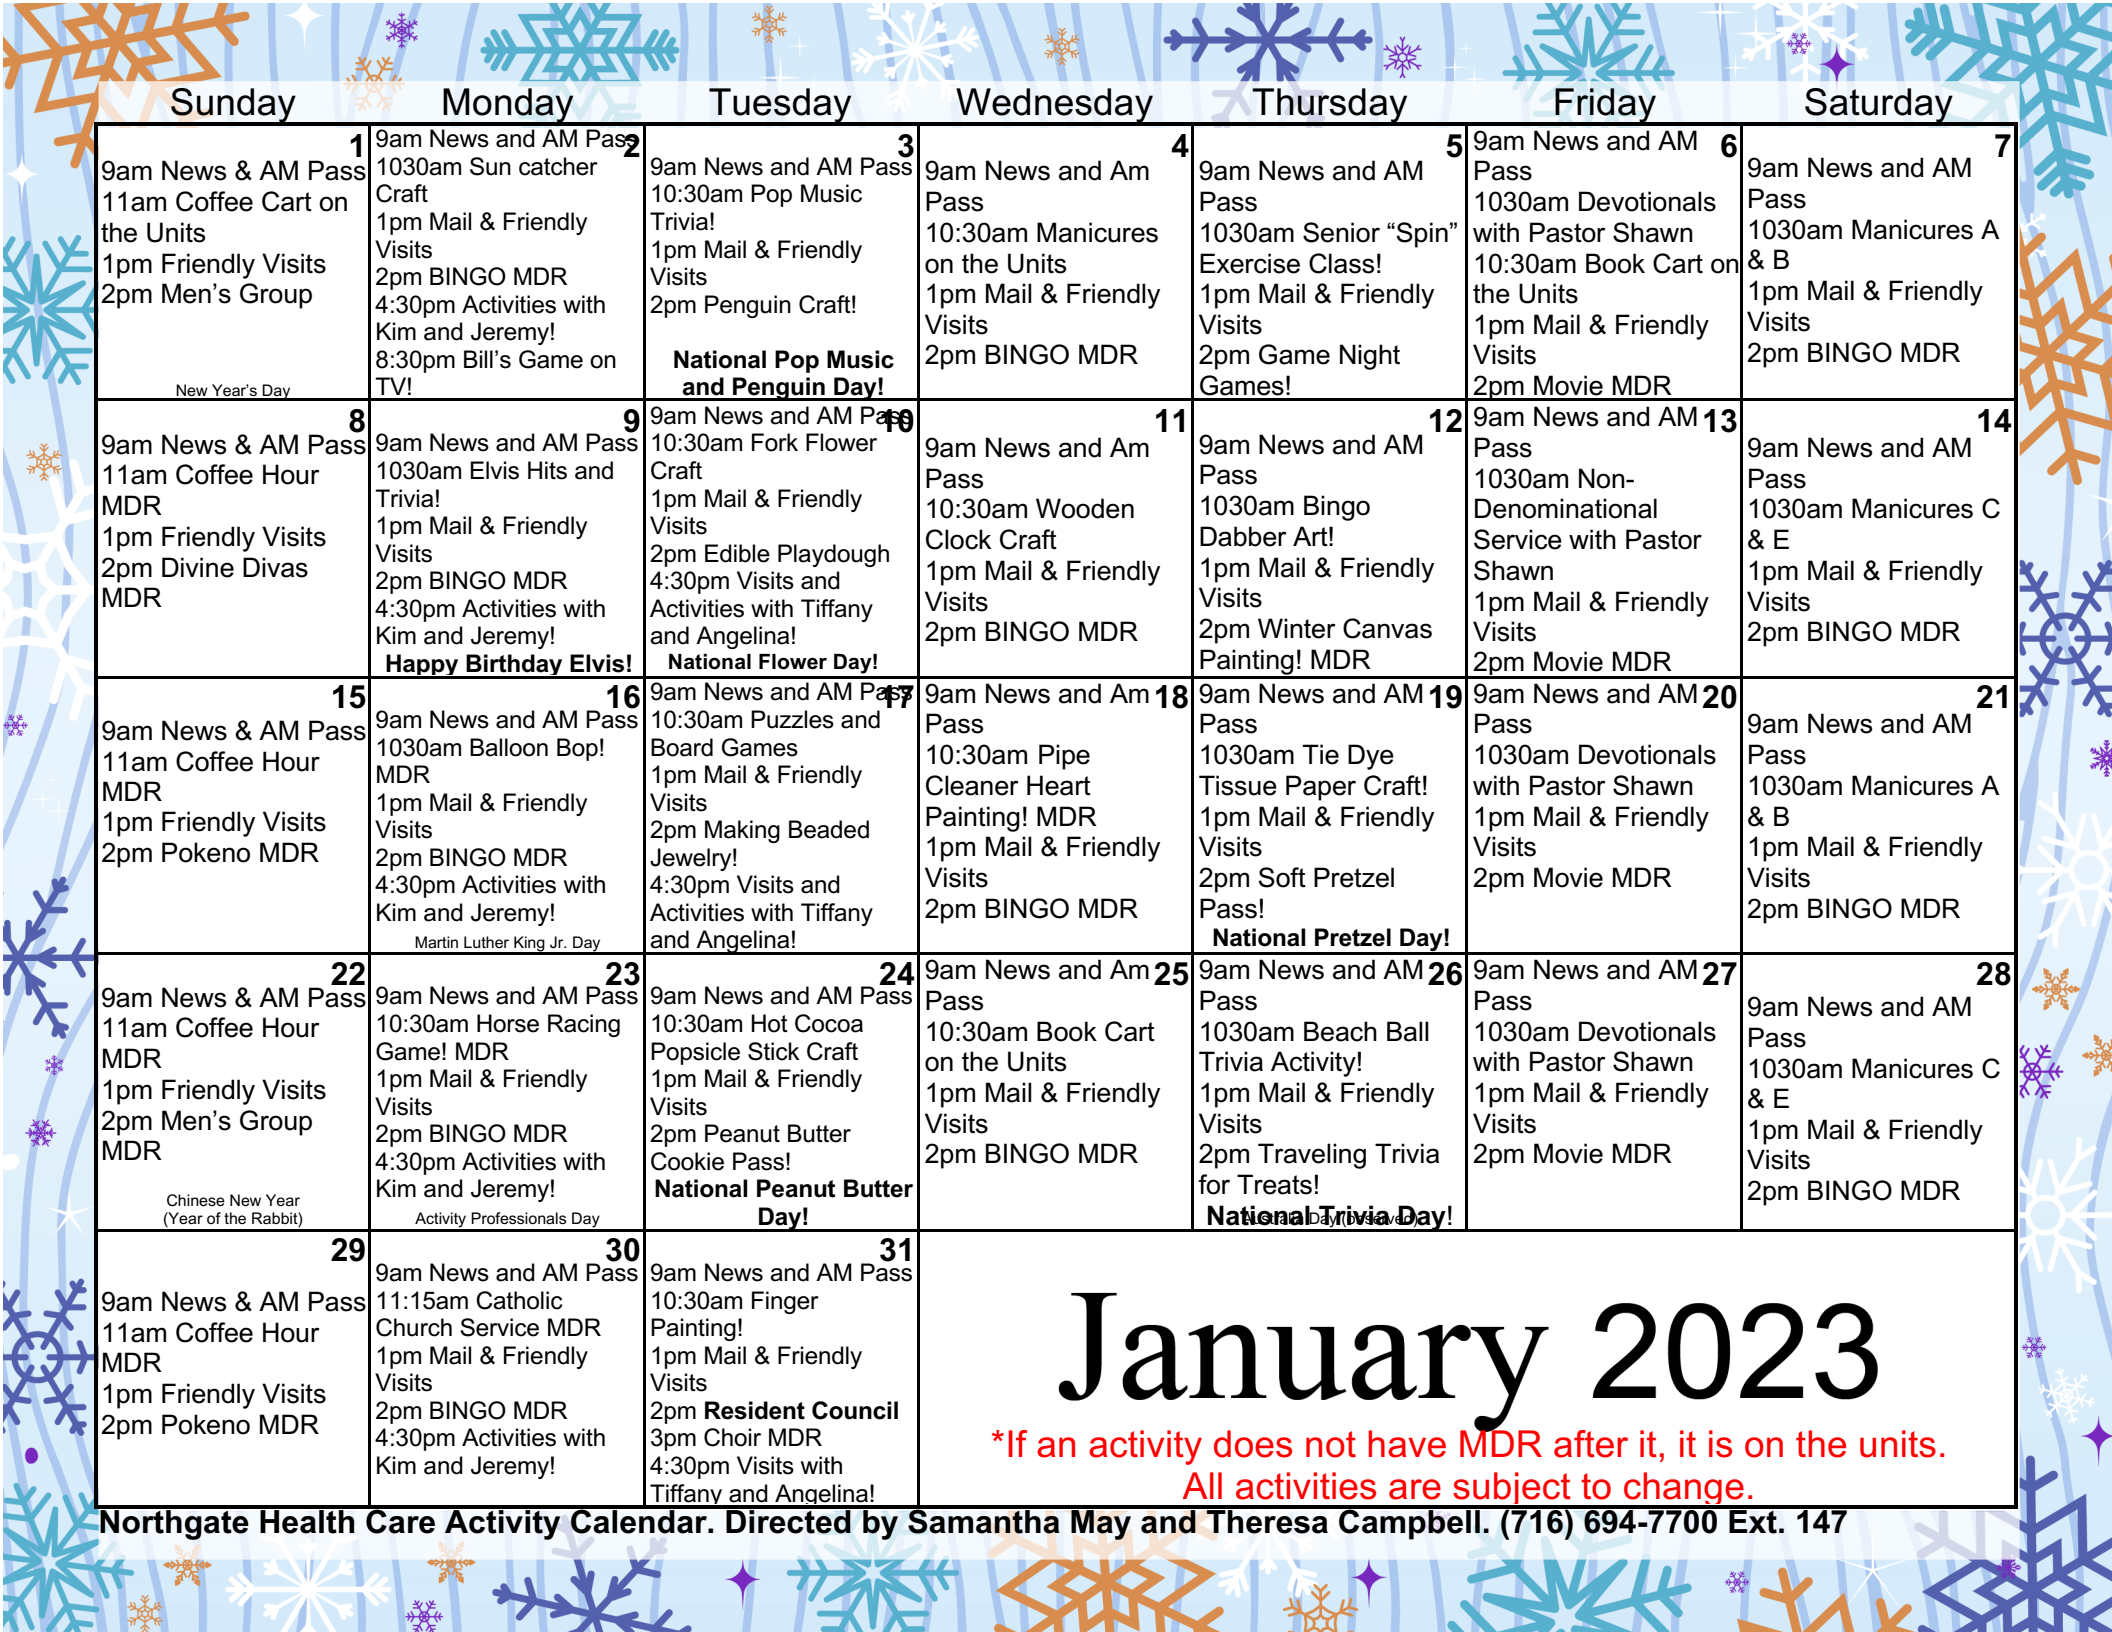 Sunday Monday Tuesday Wednesday Thursday Friday Saturday
1
9am News & AM Pass
11am Coffee Cart on
the Units
1pm Friendly Visits
2pm Men’s Group
New Year’s Day
2
9am News and AM Pass
1030am Sun catcher
Craft
1pm Mail & Friendly
Visits
2pm BINGO MDR
4:30pm Activities with
Kim and Jeremy!
8:30pm Bill’s Game on
TV!
3
9am News and AM Pass
10:30am Pop Music
Trivia!
1pm Mail & Friendly
Visits
2pm Penguin Craft!
National Pop Music
and Penguin Day!
4
9am News and Am
Pass
10:30am Manicures
on the Units
1pm Mail & Friendly
Visits
2pm BINGO MDR
5
9am News and AM
Pass
1030am Senior “Spin”
Exercise Class!
1pm Mail & Friendly
Visits
2pm Game Night
Games!
6
9am News and AM
Pass
1030am Devotionals
with Pastor Shawn
10:30am Book Cart on
the Units
1pm Mail & Friendly
Visits
2pm Movie MDR
7
9am News and AM
Pass
1030am Manicures A
& B
1pm Mail & Friendly
Visits
2pm BINGO MDR
8
9am News & AM Pass
11am Coffee Hour
MDR
1pm Friendly Visits
2pm Divine Divas
MDR
9
9am News and AM Pass
1030am Elvis Hits and
Trivia!
1pm Mail & Friendly
Visits
2pm BINGO MDR
4:30pm Activities with
Kim and Jeremy!
Happy Birthday Elvis!
10
9am News and AM Pass
10:30am Fork Flower
Craft
1pm Mail & Friendly
Visits
2pm Edible Playdough
4:30pm Visits and
Activities with Tiffany
and Angelina!
National Flower Day!
11
9am News and Am
Pass
10:30am Wooden
Clock Craft
1pm Mail & Friendly
Visits
2pm BINGO MDR
12
9am News and AM
Pass
1030am Bingo
Dabber Art!
1pm Mail & Friendly
Visits
2pm Winter Canvas
Painting! MDR
13
9am News and AM
Pass
1030am Non-
Denominational
Service with Pastor
Shawn
1pm Mail & Friendly
Visits
2pm Movie MDR
14
9am News and AM
Pass
1030am Manicures C
& E
1pm Mail & Friendly
Visits
2pm BINGO MDR
15
9am News & AM Pass
11am Coffee Hour
MDR
1pm Friendly Visits
2pm Pokeno MDR
16
9am News and AM Pass
1030am Balloon Bop!
MDR
1pm Mail & Friendly
Visits
2pm BINGO MDR
4:30pm Activities with
Kim and Jeremy!
Martin Luther King Jr. Day
17
9am News and AM Pass
10:30am Puzzles and
Board Games
1pm Mail & Friendly
Visits
2pm Making Beaded
Jewelry!
4:30pm Visits and
Activities with Tiffany
and Angelina!
18
9am News and Am
Pass
10:30am Pipe
Cleaner Heart
Painting! MDR
1pm Mail & Friendly
Visits
2pm BINGO MDR
19
9am News and AM
Pass
1030am Tie Dye
Tissue Paper Craft!
1pm Mail & Friendly
Visits
2pm Soft Pretzel
Pass!
National Pretzel Day!
20
9am News and AM
Pass
1030am Devotionals
with Pastor Shawn
1pm Mail & Friendly
Visits
2pm Movie MDR
21
9am News and AM
Pass
1030am Manicures A
& B
1pm Mail & Friendly
Visits
2pm BINGO MDR
22
9am News & AM Pass
11am Coffee Hour
MDR
1pm Friendly Visits
2pm Men’s Group
MDR
Chinese New Year
(Year of the Rabbit)
23
9am News and AM Pass
10:30am Horse Racing
Game! MDR
1pm Mail & Friendly
Visits
2pm BINGO MDR
4:30pm Activities with
Kim and Jeremy!
Activity Professionals Day
24
9am News and AM Pass
10:30am Hot Cocoa
Popsicle Stick Craft
1pm Mail & Friendly
Visits
2pm Peanut Butter
Cookie Pass!
National Peanut Butter
Day!
25
9am News and Am
Pass
10:30am Book Cart
on the Units
1pm Mail & Friendly
Visits
2pm BINGO MDR
26
9am News and AM
Pass
1030am Beach Ball
Trivia Activity!
1pm Mail & Friendly
Visits
2pm Traveling Trivia
for Treats!
National Trivia Day!
Australia Day (observed)
27
9am News and AM
Pass
1030am Devotionals
with Pastor Shawn
1pm Mail & Friendly
Visits
2pm Movie MDR
28
9am News and AM
Pass
1030am Manicures C
& E
1pm Mail & Friendly
Visits
2pm BINGO MDR
29
9am News & AM Pass
11am Coffee Hour
MDR
1pm Friendly Visits
2pm Pokeno MDR
30
9am News and AM Pass
11:15am Catholic
Church Service MDR
1pm Mail & Friendly
Visits
2pm BINGO MDR
4:30pm Activities with
Kim and Jeremy!
31
9am News and AM Pass
10:30am Finger
Painting!
1pm Mail & Friendly
Visits
2pm Resident Council
3pm Choir MDR
4:30pm Visits with
Tiffany and Angelina!
January 2023
*If an activity does not have MDR after it, it is on the units.
All activities are subject to change.
Northgate Health Care Activity Calendar. Directed by Samantha May and Theresa Campbell. (716) 694-7700 Ext. 147